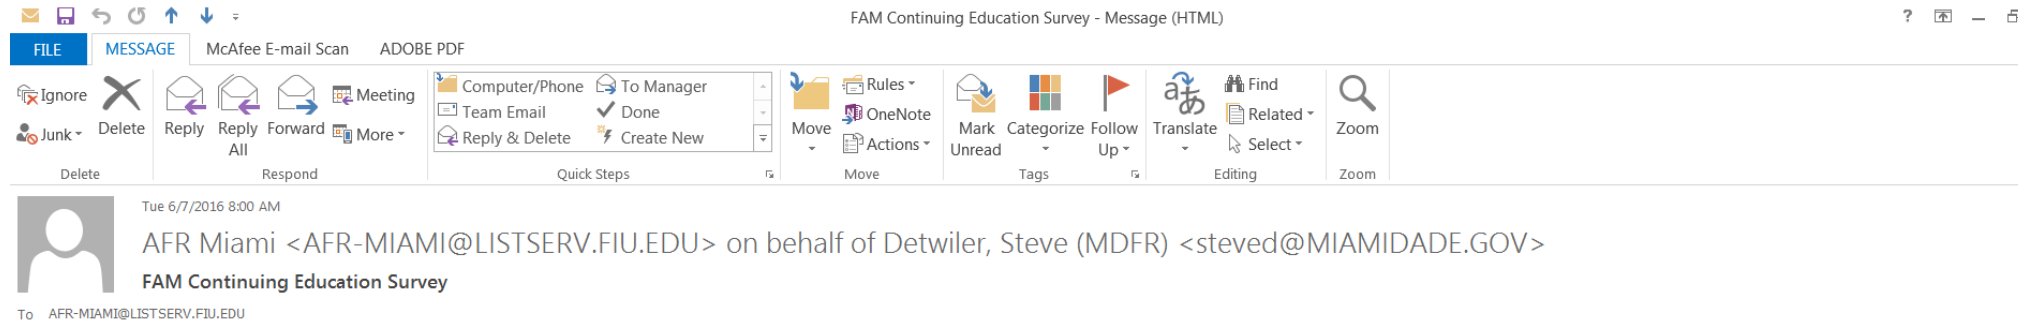 FAM Continuing Education Survey - Message (HTML)
?
FILE MESSAGE McAfee E-mail Scan ADOBE PDF
Ignore
Junk
Delete
Reply
Reply All
Forward
Meeting
More
Computer/Phone
Team Email
Reply & Delete
To Manager
Done
Create New
Move
Rules
OneNote
Actions
Mark Unread
Categorize
Follow Up
Translate
Find
Related
Select
Zoom
Delete Respond Quick Steps Move Tags Editing Zoom
Tue 6/7/2016 8:00 AM
AFR Miami <AFR-MIAMI@LISTSERV.FIU.EDU> on behalf of Detwiler, Steve (MDFR) <steved@MIAMIDADE.GOV>
FAM Continuing Education Survey
To AFR-MIAMI@LISTSERV.FIU.EDU